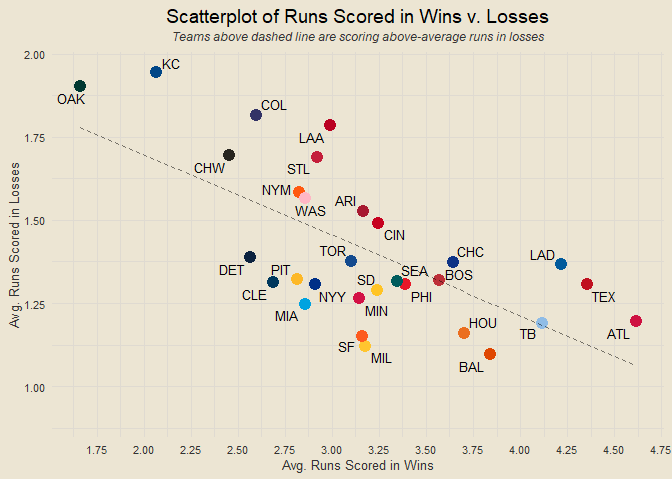 Scatterplot of Runs Scored in Wins v. Losses
Teams above dashed line are scoring above-average runs in losses
2.00
KC
OAK
COL
LAA
1.75
CHW
STL
NYM
WAS
ARI
CIN
1.50
TOR
CHC
LAD
DET
PIT
SD
SEA
BOS
CLE
NYY
PHI
TEX
MIA
MIN
1.25
HOU
TB
ATL
SF
MIL
BAL
1.00
Avg. Runs Scored in Losses
1.75 2.00 2.25 2.50 2.75 3.00 3.25 3.50 3.75 4.00 4.25 4.50 4.75
Avg. Runs Scored in Wins